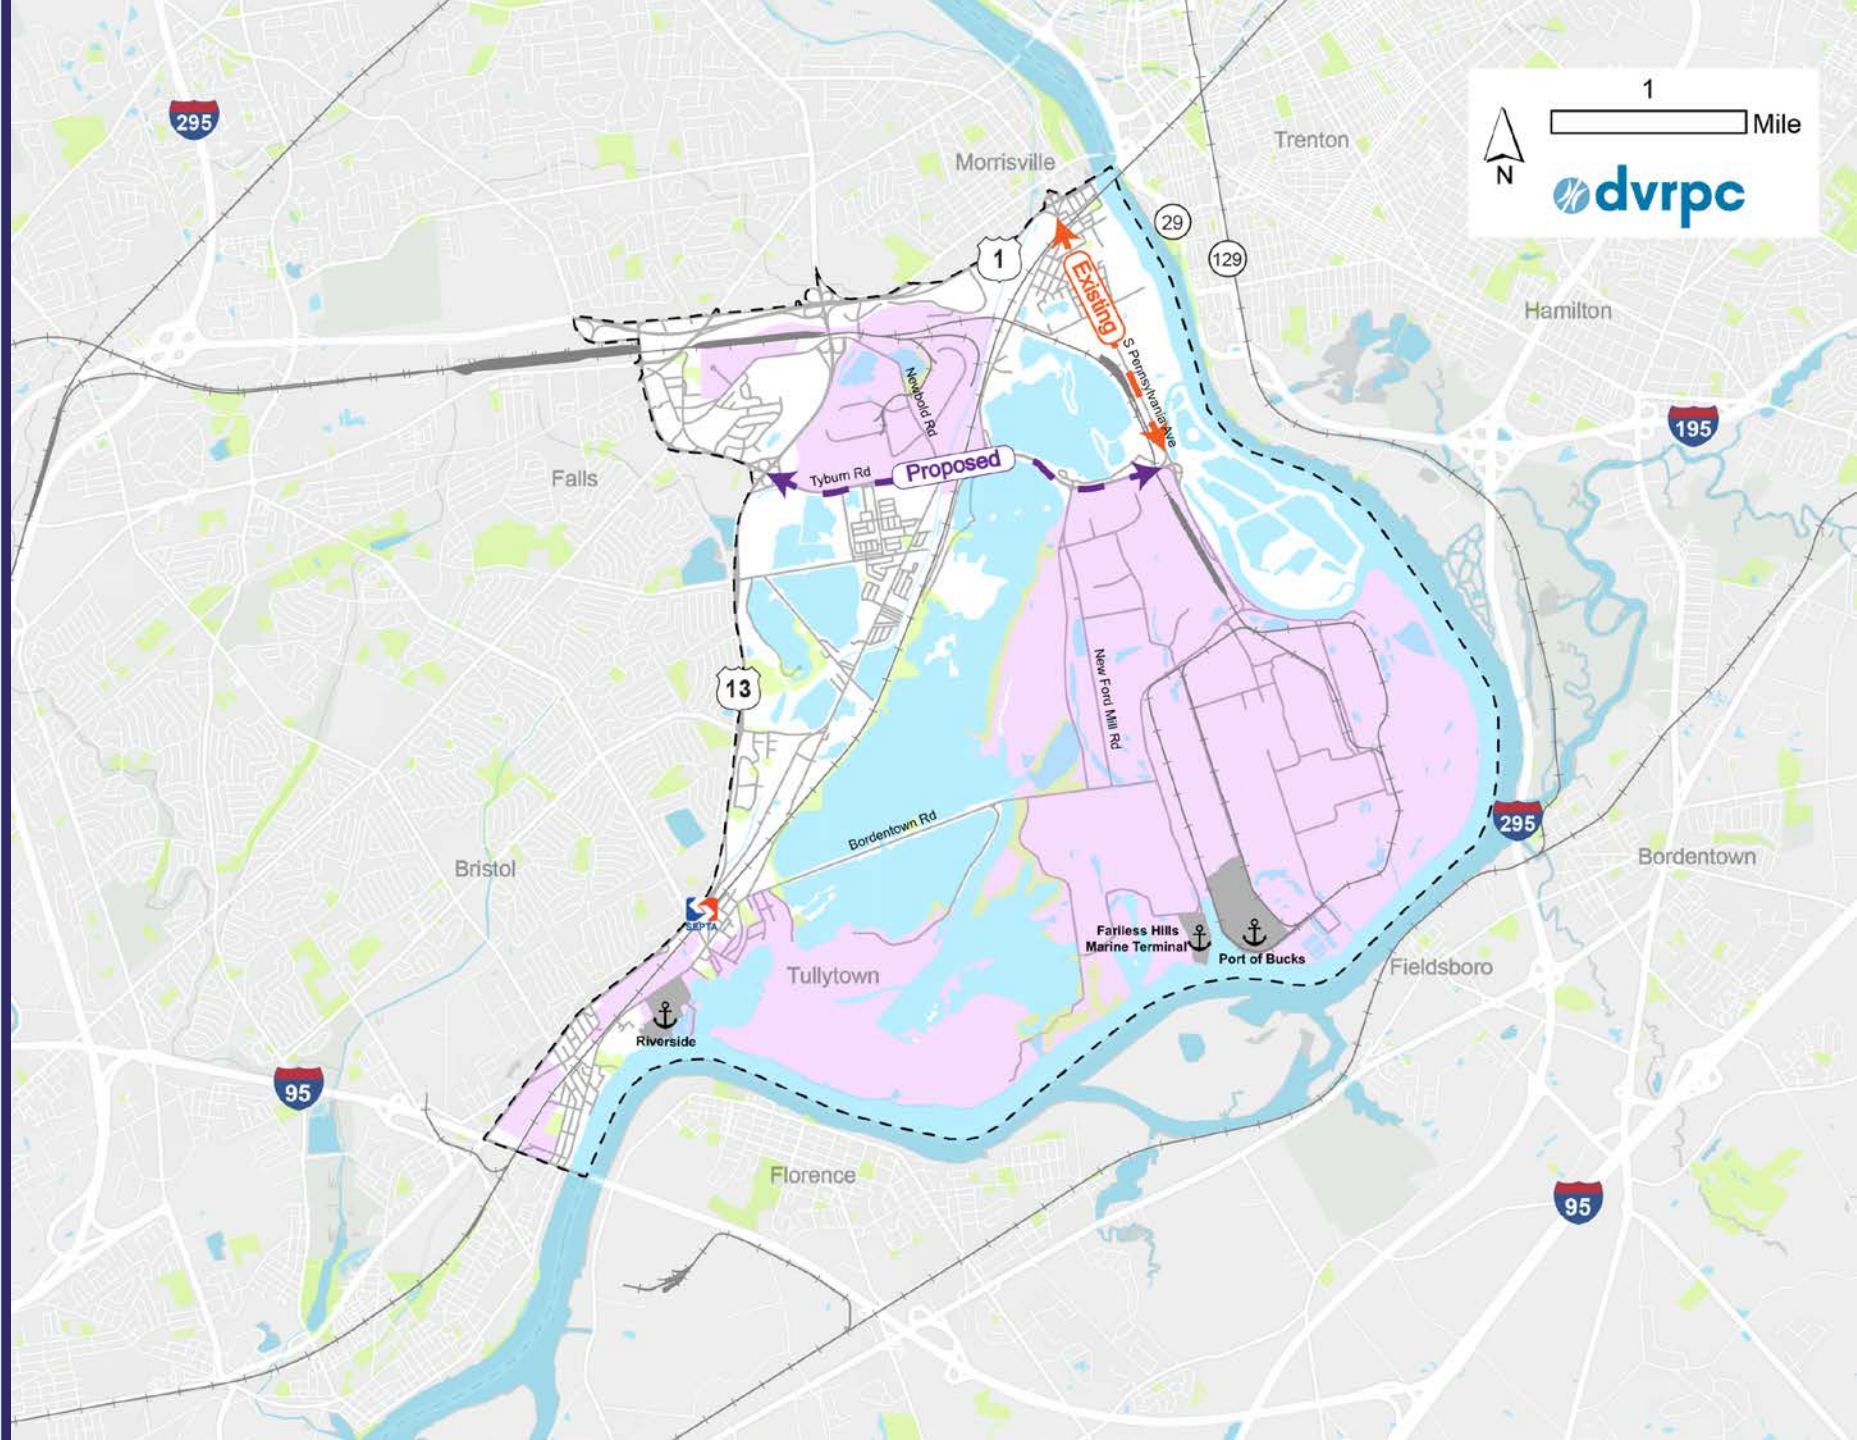 295
1
Mile
N
dvrpc
Trenton
Morrisville
29
129
1
Existing
Hamilton
S Pennsylvania Ave
Newbold Rd
195
Falls
Tyburn Rd
Proposed
13
New Ford Mill Rd
Bordentown Rd
295
Bordentown
Bristol
SEPTA
Fariless Hills
Marine Terminal
Port of Bucks
Fieldsboro
Tullytown
Riverside
95
Florence
95